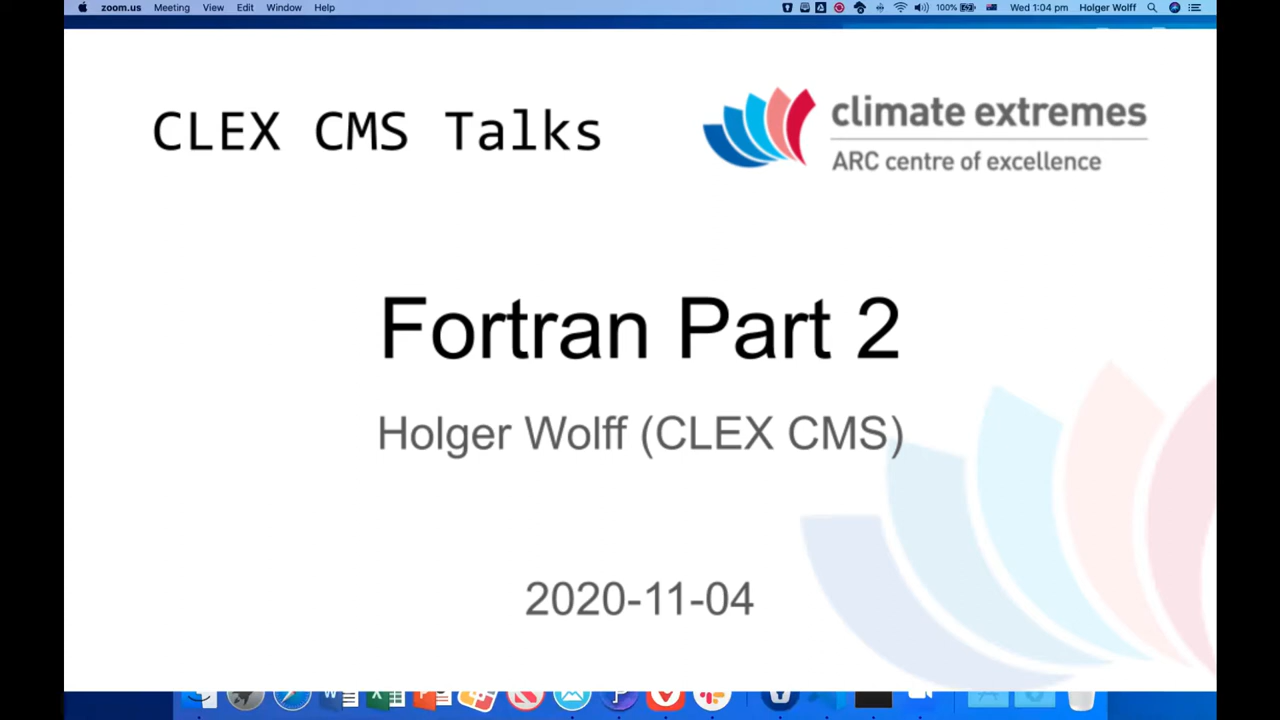 zoom.us Meeting View Edit Window Help 100% Wed 1:04 pm Holger Wolff
CLEX CMS Talks
climate extremes
ARC centre of excellence
Fortran Part 2
Holger Wolff (CLEX CMS)
2020-11-04